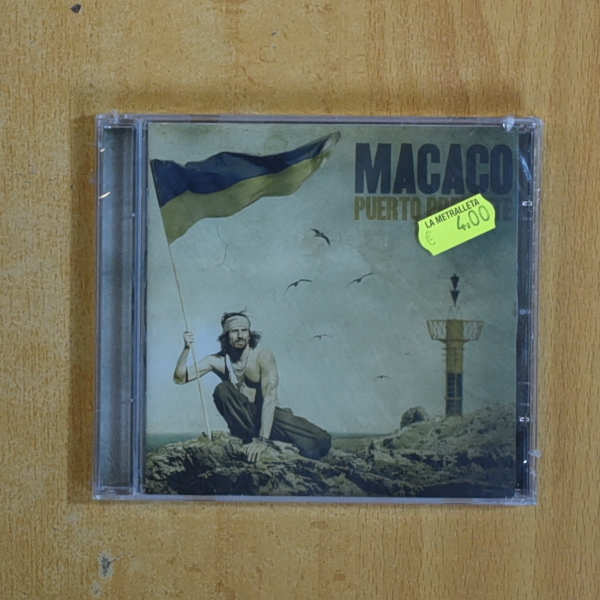 MACACO
PUERTO
LA METRALLETA
€ 4.00